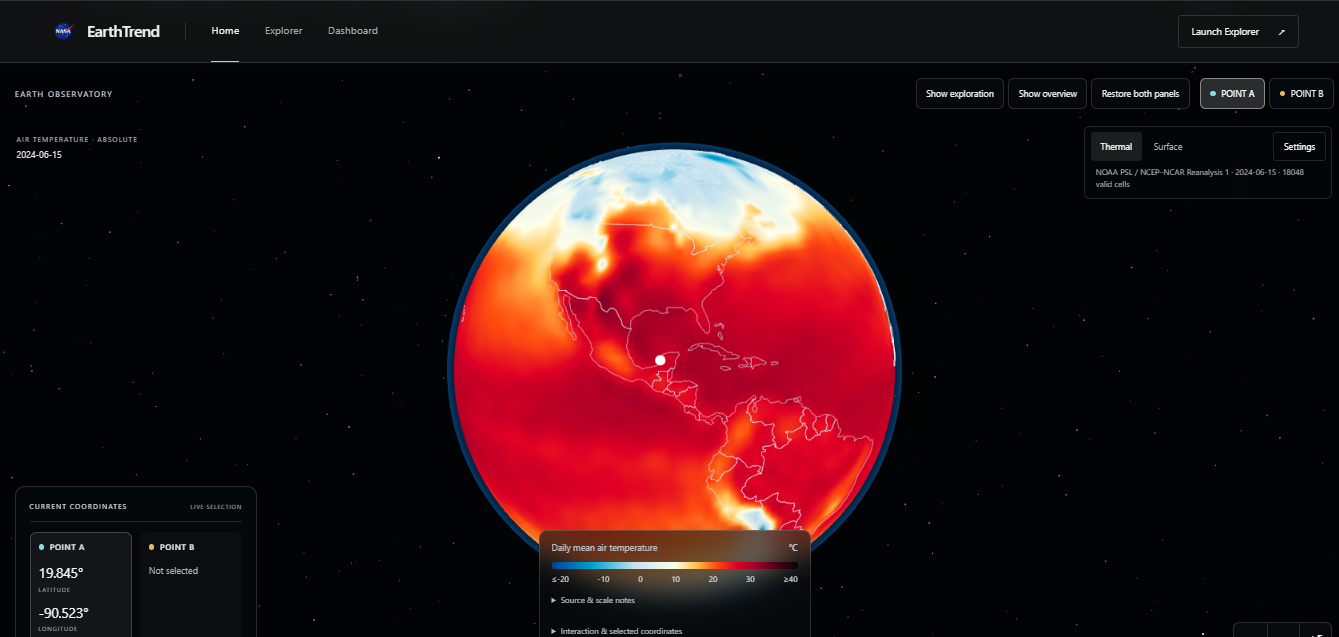 NASA
EarthTrend
Home
Explorer
Dashboard
Launch Explorer ↗
EARTH OBSERVATORY
Show exploration
Show overview
Restore both panels
POINT A
POINT B
AIR TEMPERATURE · ABSOLUTE
2024-06-15
Thermal
Surface
Settings
NOAA PSL / NCEP–NCAR Reanalysis 1 · 2024-06-15 · 18048
valid cells
CURRENT COORDINATES
LIVE SELECTION
POINT A
19.845°
LATITUDE
-90.523°
LONGITUDE
POINT B
Not selected
Daily mean air temperature
°C
≤-20 -10 0 10 20 30 ≥40
Source & scale notes
Interaction & selected coordinates